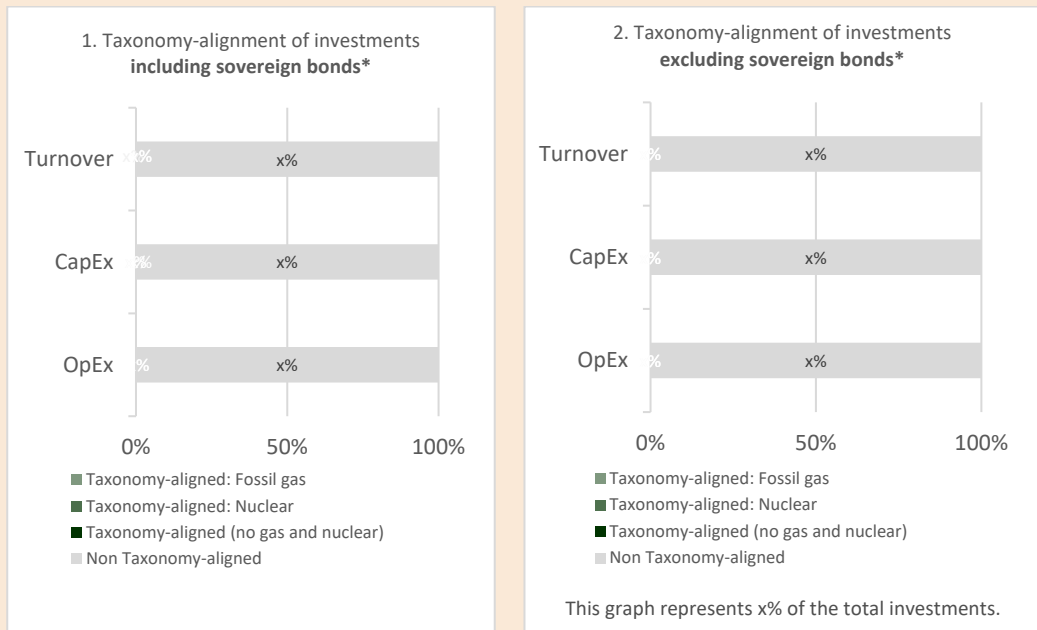 1. Taxonomy-alignment of investments
including sovereign bonds*
Turnover
x%
CapEx
x%
OpEx
%
x%
0% 50% 100%
Taxonomy-aligned: Fossil gas
Taxonomy-aligned: Nuclear
Taxonomy-aligned (no gas and nuclear)
Non Taxonomy-aligned
2. Taxonomy-alignment of investments
excluding sovereign bonds*
Turnover
%
x%
CapEx
%
x%
OpEx
%
x%
0% 50% 100%
Taxonomy-aligned: Fossil gas
Taxonomy-aligned: Nuclear
Taxonomy-aligned (no gas and nuclear)
Non Taxonomy-aligned
This graph represents x% of the total investments.